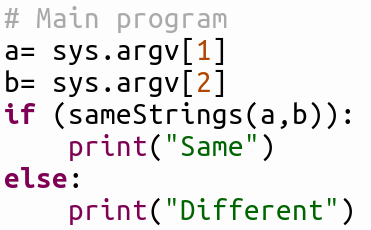 # Main program
a= sys.argv[1]
b= sys.argv[2]
if (sameStrings(a,b)):
    print("Same")
else:
    print("Different")